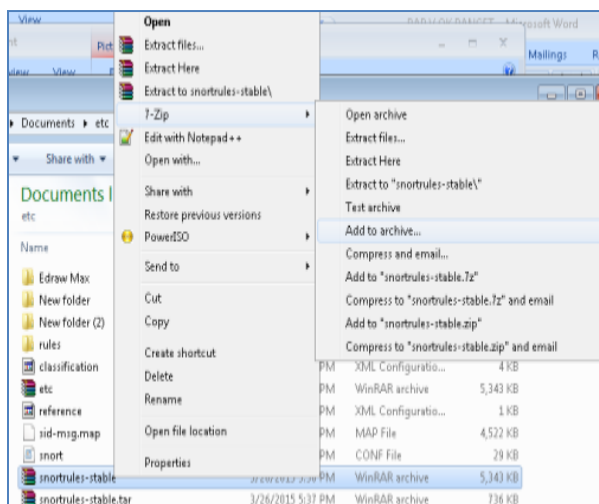 View
Microsoft Word
Pict
Mailings
View View
Documents ▸ etc
Share with
Documents l
etc
Name
Edraw Max
New folder
New folder (2)
rules
classification
etc
reference
sid-msg.map
snort
snortrules-stable
snortrules-stable.tar
Open
Extract files...
Extract Here
Extract to snortrules-stable\
7-Zip
Edit with Notepad++
Open with...
Share with
Restore previous versions
PowerISO
Send to
Cut
Copy
Create shortcut
Delete
Rename
Open file location
Properties
Open archive
Extract files...
Extract Here
Extract to "snortrules-stable\"
Test archive
Add to archive...
Compress and email...
Add to "snortrules-stable.7z"
Compress to "snortrules-stable.7z" and email
Add to "snortrules-stable.zip"
Compress to "snortrules-stable.zip and email
PM XML Configuratio... 4 KB
PM WinRAR archive 5,343 KB
PM XML Configuratio... 1 KB
PM MAP File 4,522 KB
PM CONF File 29 KB
WinRAR archive 5,343 KB
3/26/2015 5:37 PM WinRAR archive 736 KB